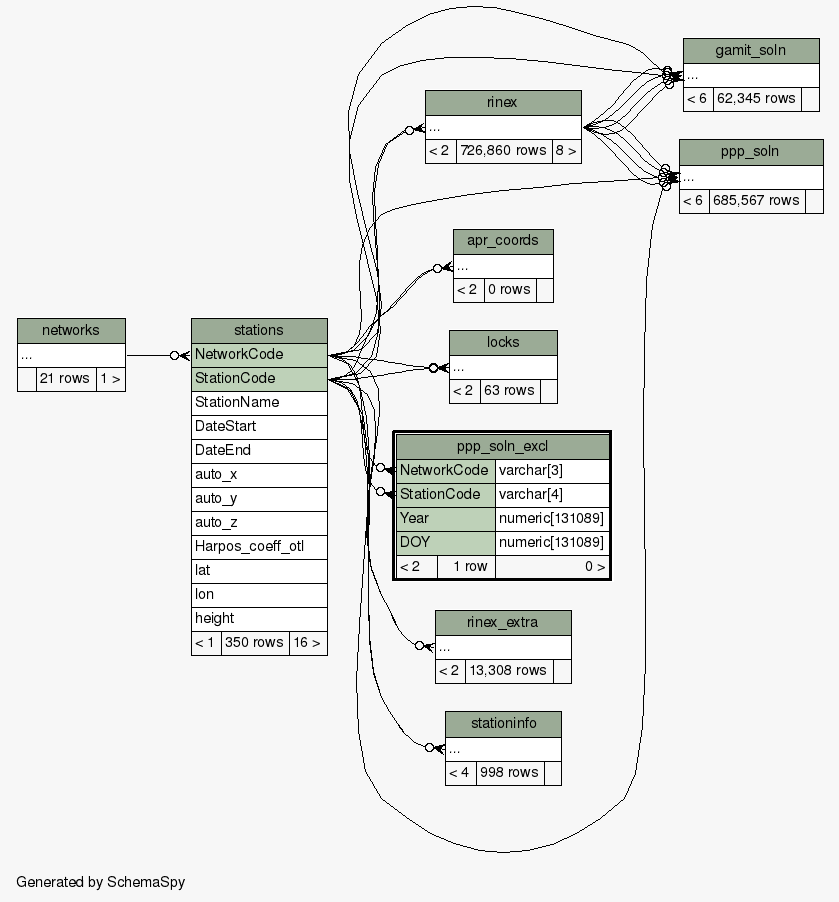 gamit_soln
...
< 6 62,345 rows
rinex
...
< 2 726,860 rows 8 >
ppp_soln
...
< 6 685,567 rows
apr_coords
...
< 2 0 rows
networks
...
21 rows 1 >
stations
NetworkCode
StationCode
StationName
DateStart
DateEnd
auto_x
auto_y
auto_z
Harpos_coeff_otl
lat
lon
height
< 1 350 rows 16 >
locks
...
< 2 63 rows
ppp_soln_excl
NetworkCode varchar[3]
StationCode varchar[4]
Year numeric[131089]
DOY numeric[131089]
< 2 1 row 0 >
rinex_extra
...
< 2 13,308 rows
stationinfo
...
< 4 998 rows
Generated by SchemaSpy